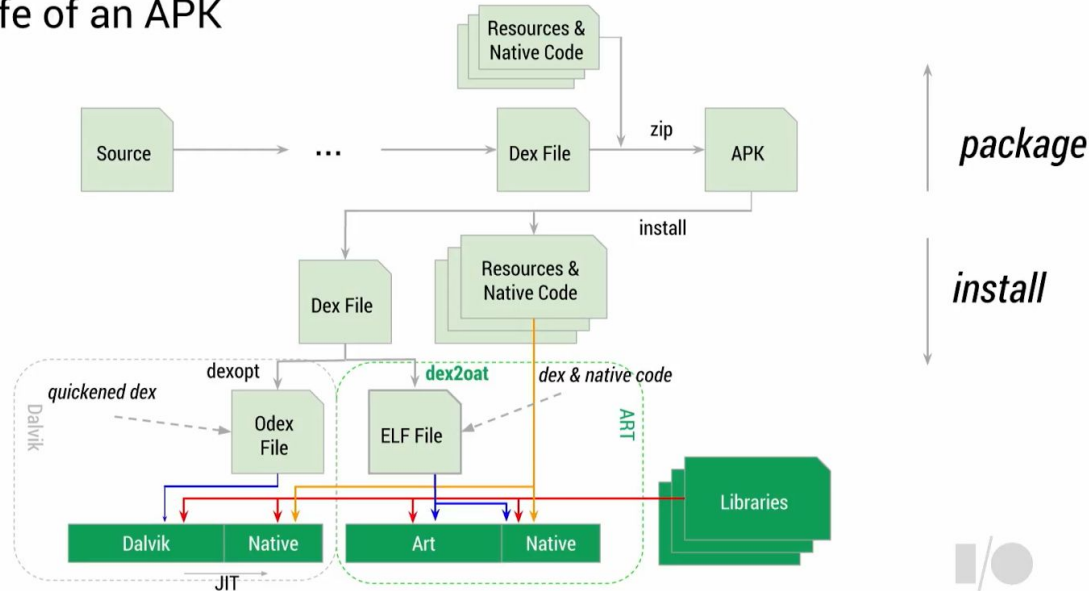 fe of an APK
Resources &
Native Code
Source
...
Dex File
zip
APK
package
install
Resources &
Native Code
Dex File
install
dexopt
dex2oat
dex & native code
quickened dex
Dalvik
Odex
File
ELF File
ART
Libraries
Dalvik
Native
Art
Native
JIT
I/O